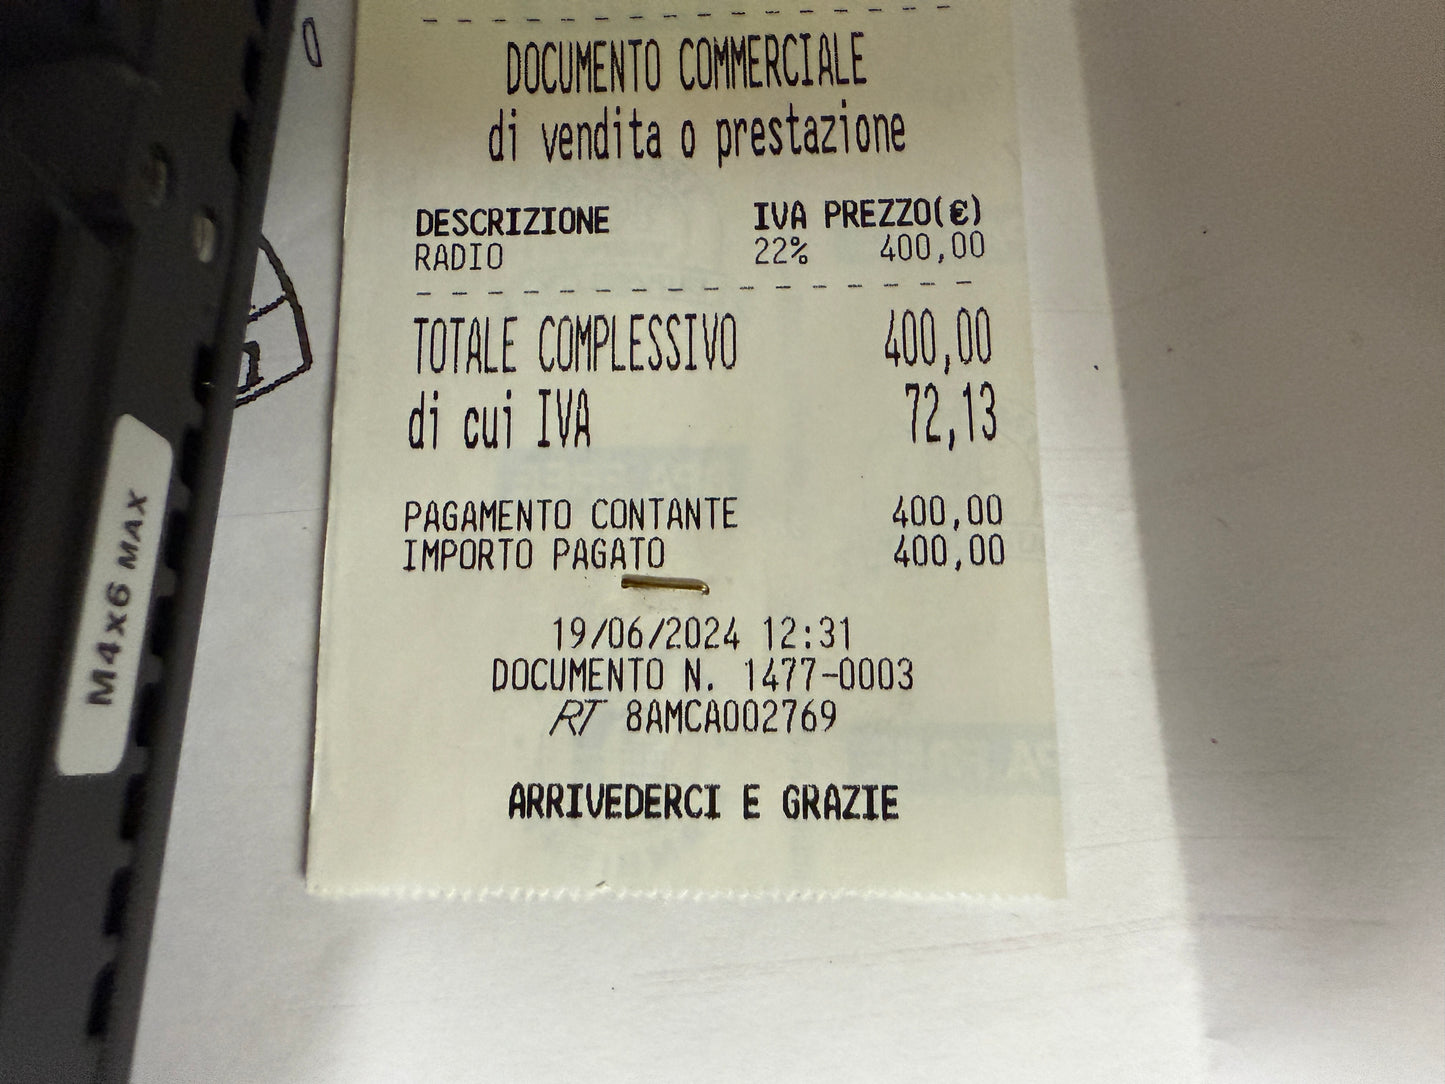 DOCUMENTO COMMERCIALE
di vendita o prestazione
DESCRIZIONE IVA PREZZO(€)
RADIO 22% 400,00
TOTALE COMPLESSIVO 400,00
di cui IVA 72,13
PAGAMENTO CONTANTE 400,00
IMPORTO PAGATO 400,00
19/06/2024 12:31
DOCUMENTO N. 1477-0003
RT 8AMCA002769
ARRIVEDERCI E GRAZIE
M4x6 MAX